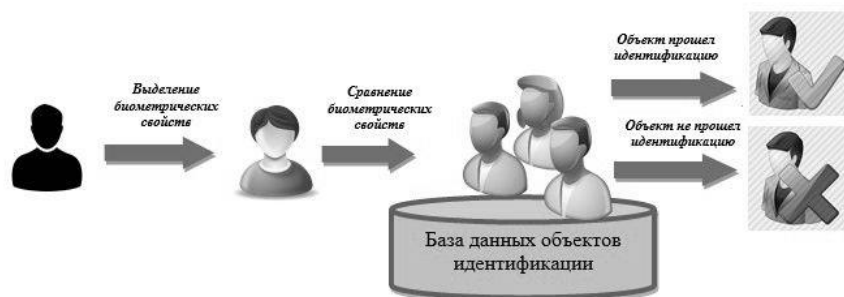 Выделение
биометрических
свойств
Сравнение
биометрических
свойств
Объект прошел
идентификацию
Объект не прошел
идентификацию
База данных объектов
идентификации